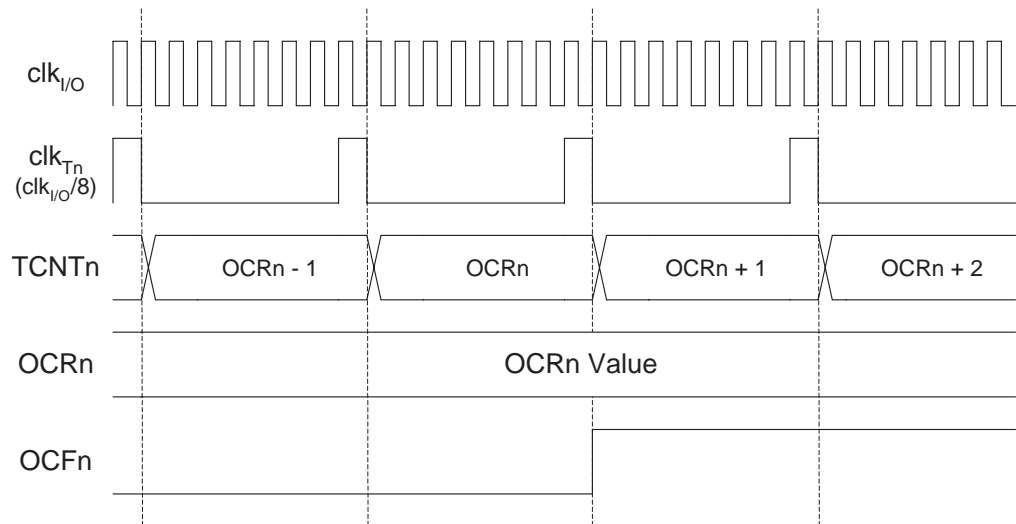 clkI/O
clkTn
(clkI/O/8)
TCNTn OCRn - 1 OCRn OCRn + 1 OCRn + 2
OCRn OCRn Value
OCFn